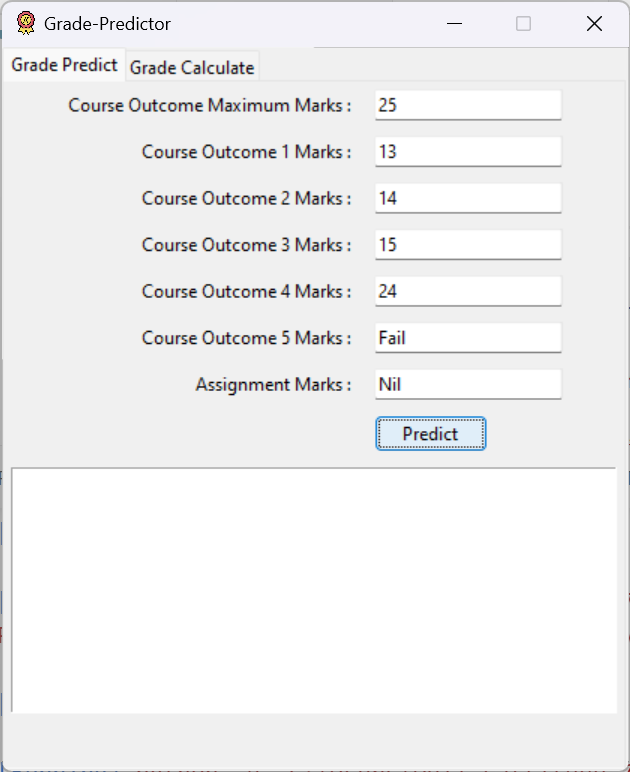 Grade-Predictor
Grade Predict Grade Calculate
Course Outcome Maximum Marks : 25
Course Outcome 1 Marks : 13
Course Outcome 2 Marks : 14
Course Outcome 3 Marks : 15
Course Outcome 4 Marks : 24
Course Outcome 5 Marks : Fail
Assignment Marks : Nil
Predict